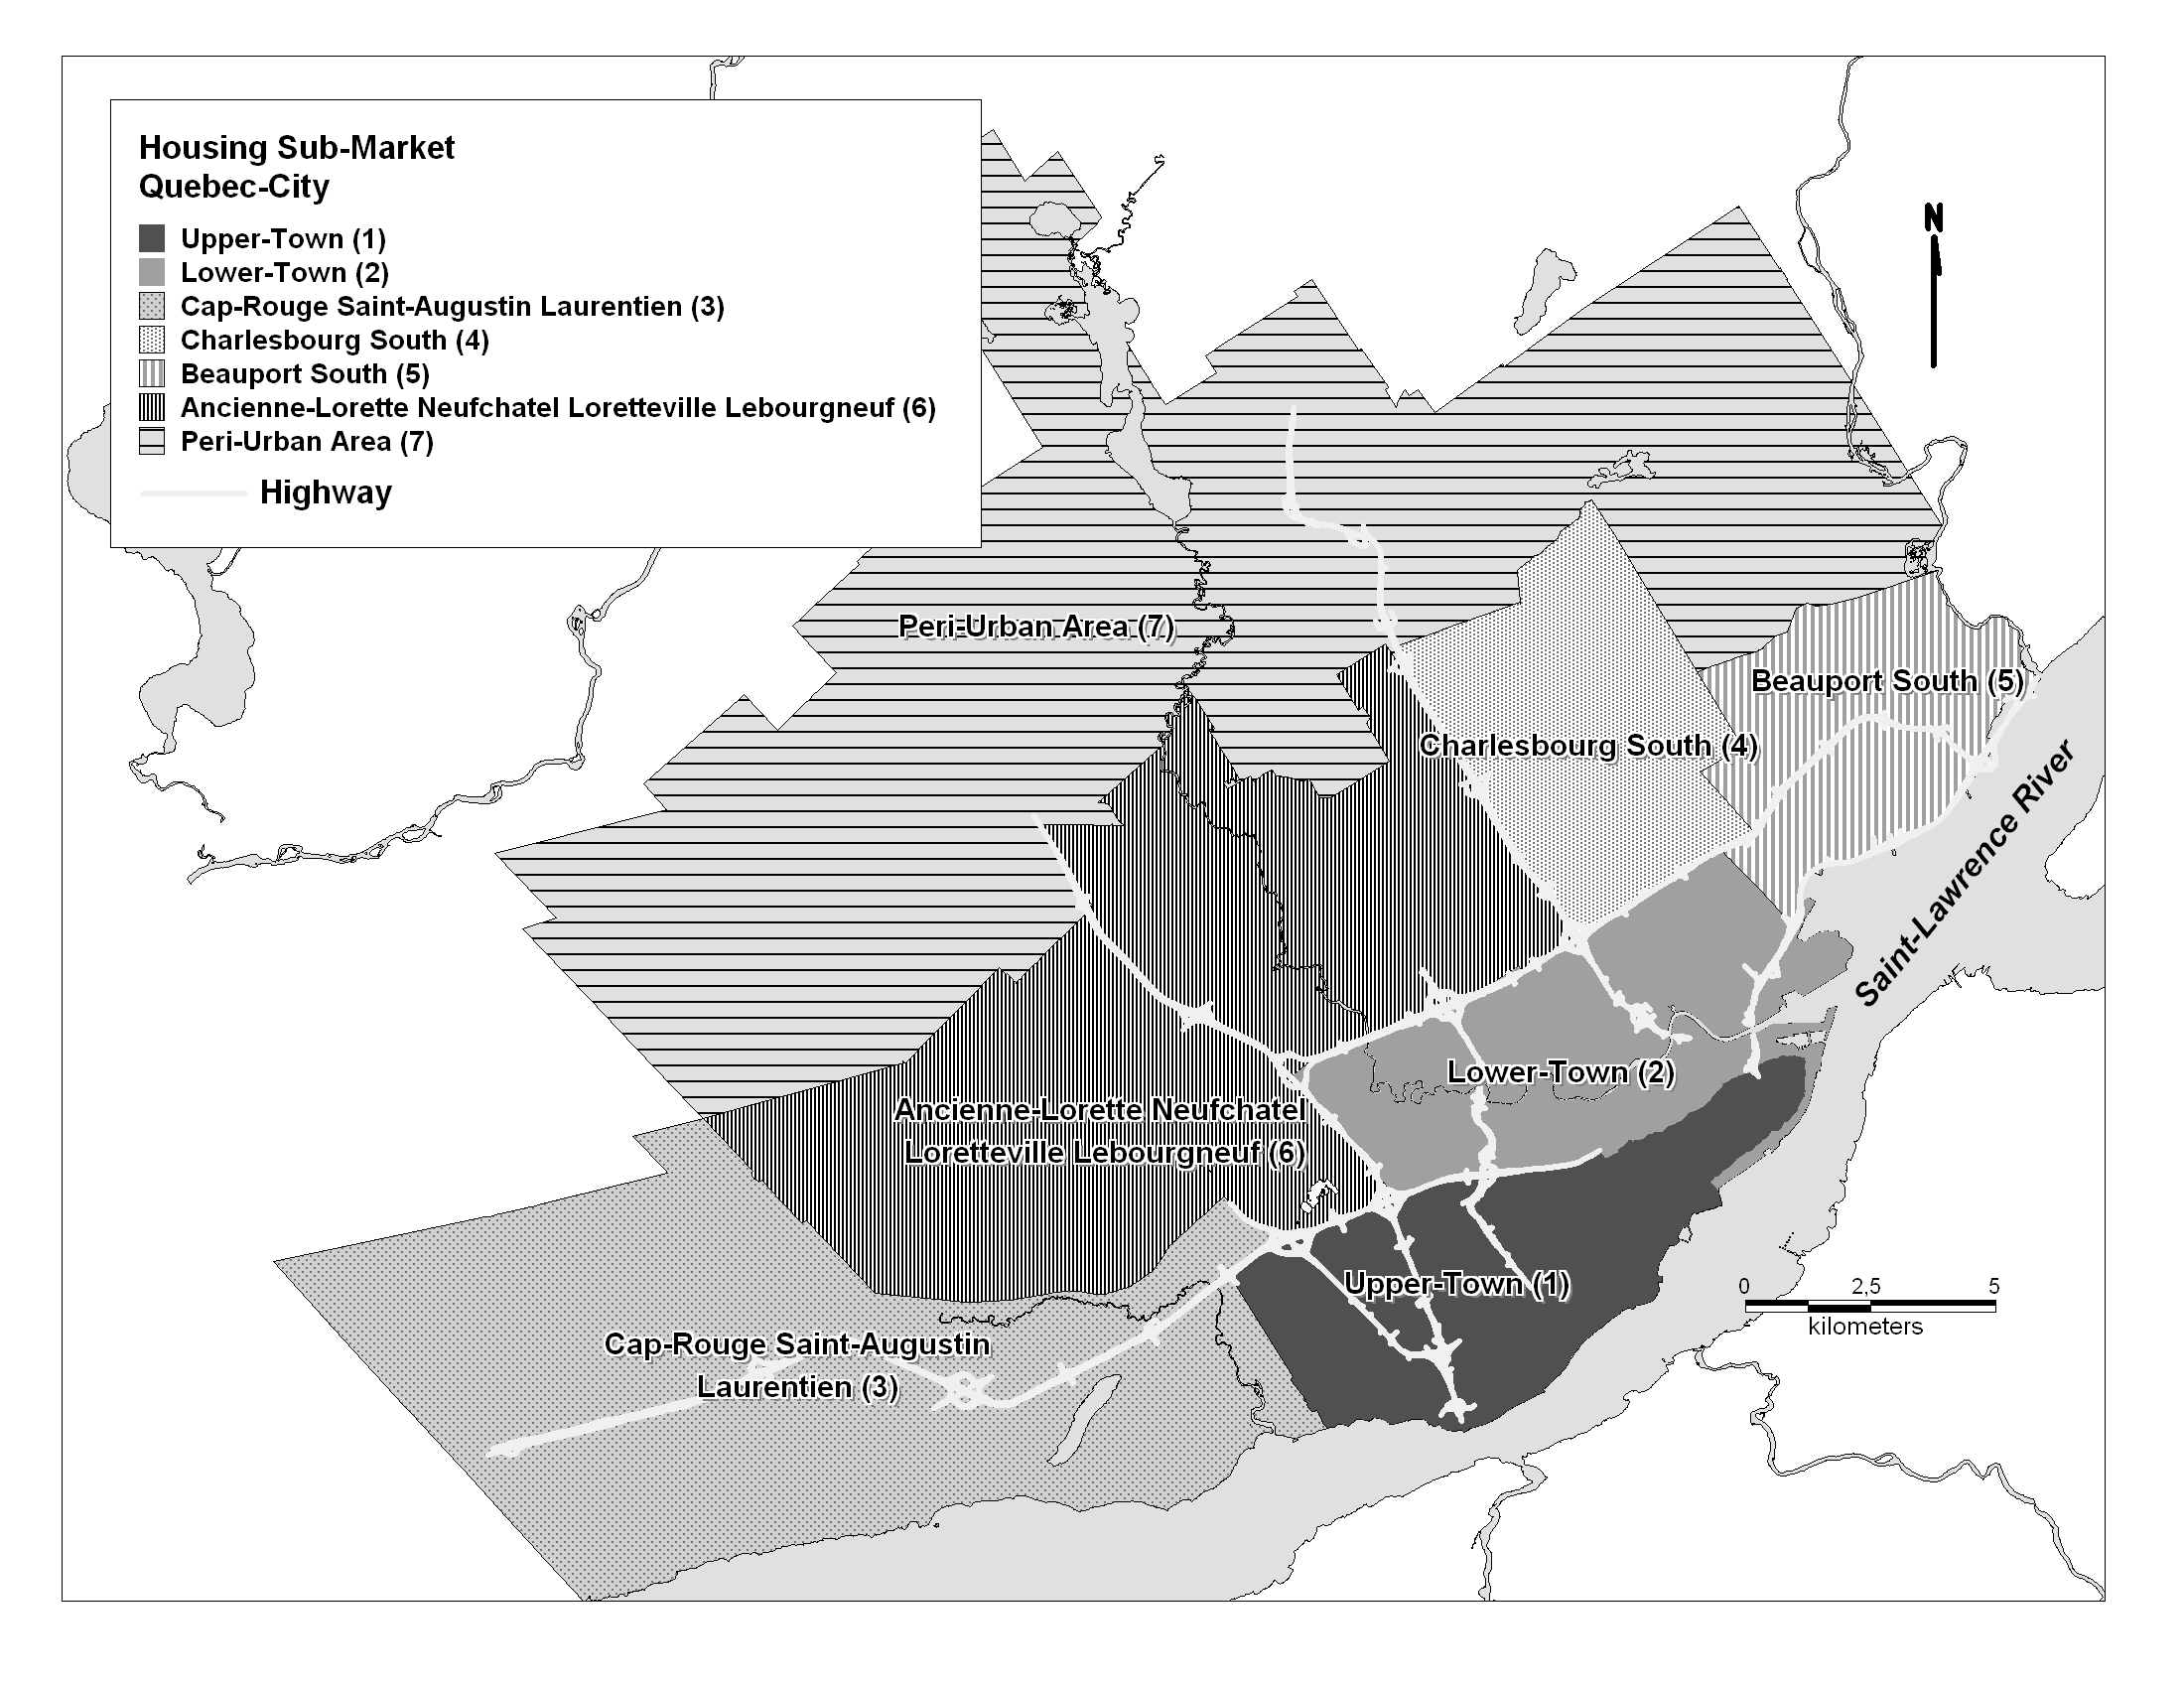 Housing Sub-Market
Quebec-City
Upper-Town (1)
Lower-Town (2)
Cap-Rouge Saint-Augustin Laurentien (3)
Charlesbourg South (4)
Beauport South (5)
Ancienne-Lorette Neufchatel Loretteville Lebourgneuf (6)
Peri-Urban Area (7)
Highway
N
Peri-Urban Area (7)
Beauport South (5)
Charlesbourg South (4)
Saint-Lawrence River
Lower-Town (2)
Ancienne-Lorette Neufchatel
Loretteville Lebourgneuf (6)
Upper-Town (1)
0 2,5 5
kilometers
Cap-Rouge Saint-Augustin
Laurentien (3)